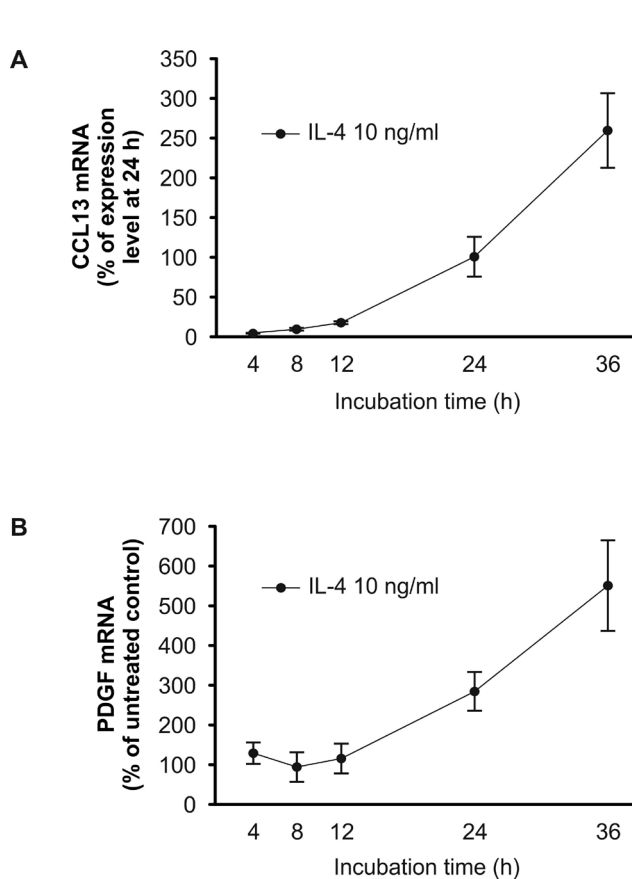 A
CCL13 mRNA
(% of expression
level at 24 h)
350
300
250
200
150
100
50
0
IL-4 10 ng/ml
4 8 12 24 36
Incubation time (h)
B
PDGF mRNA
(% of untreated control)
700
600
500
400
300
200
100
0
IL-4 10 ng/ml
4 8 12 24 36
Incubation time (h)